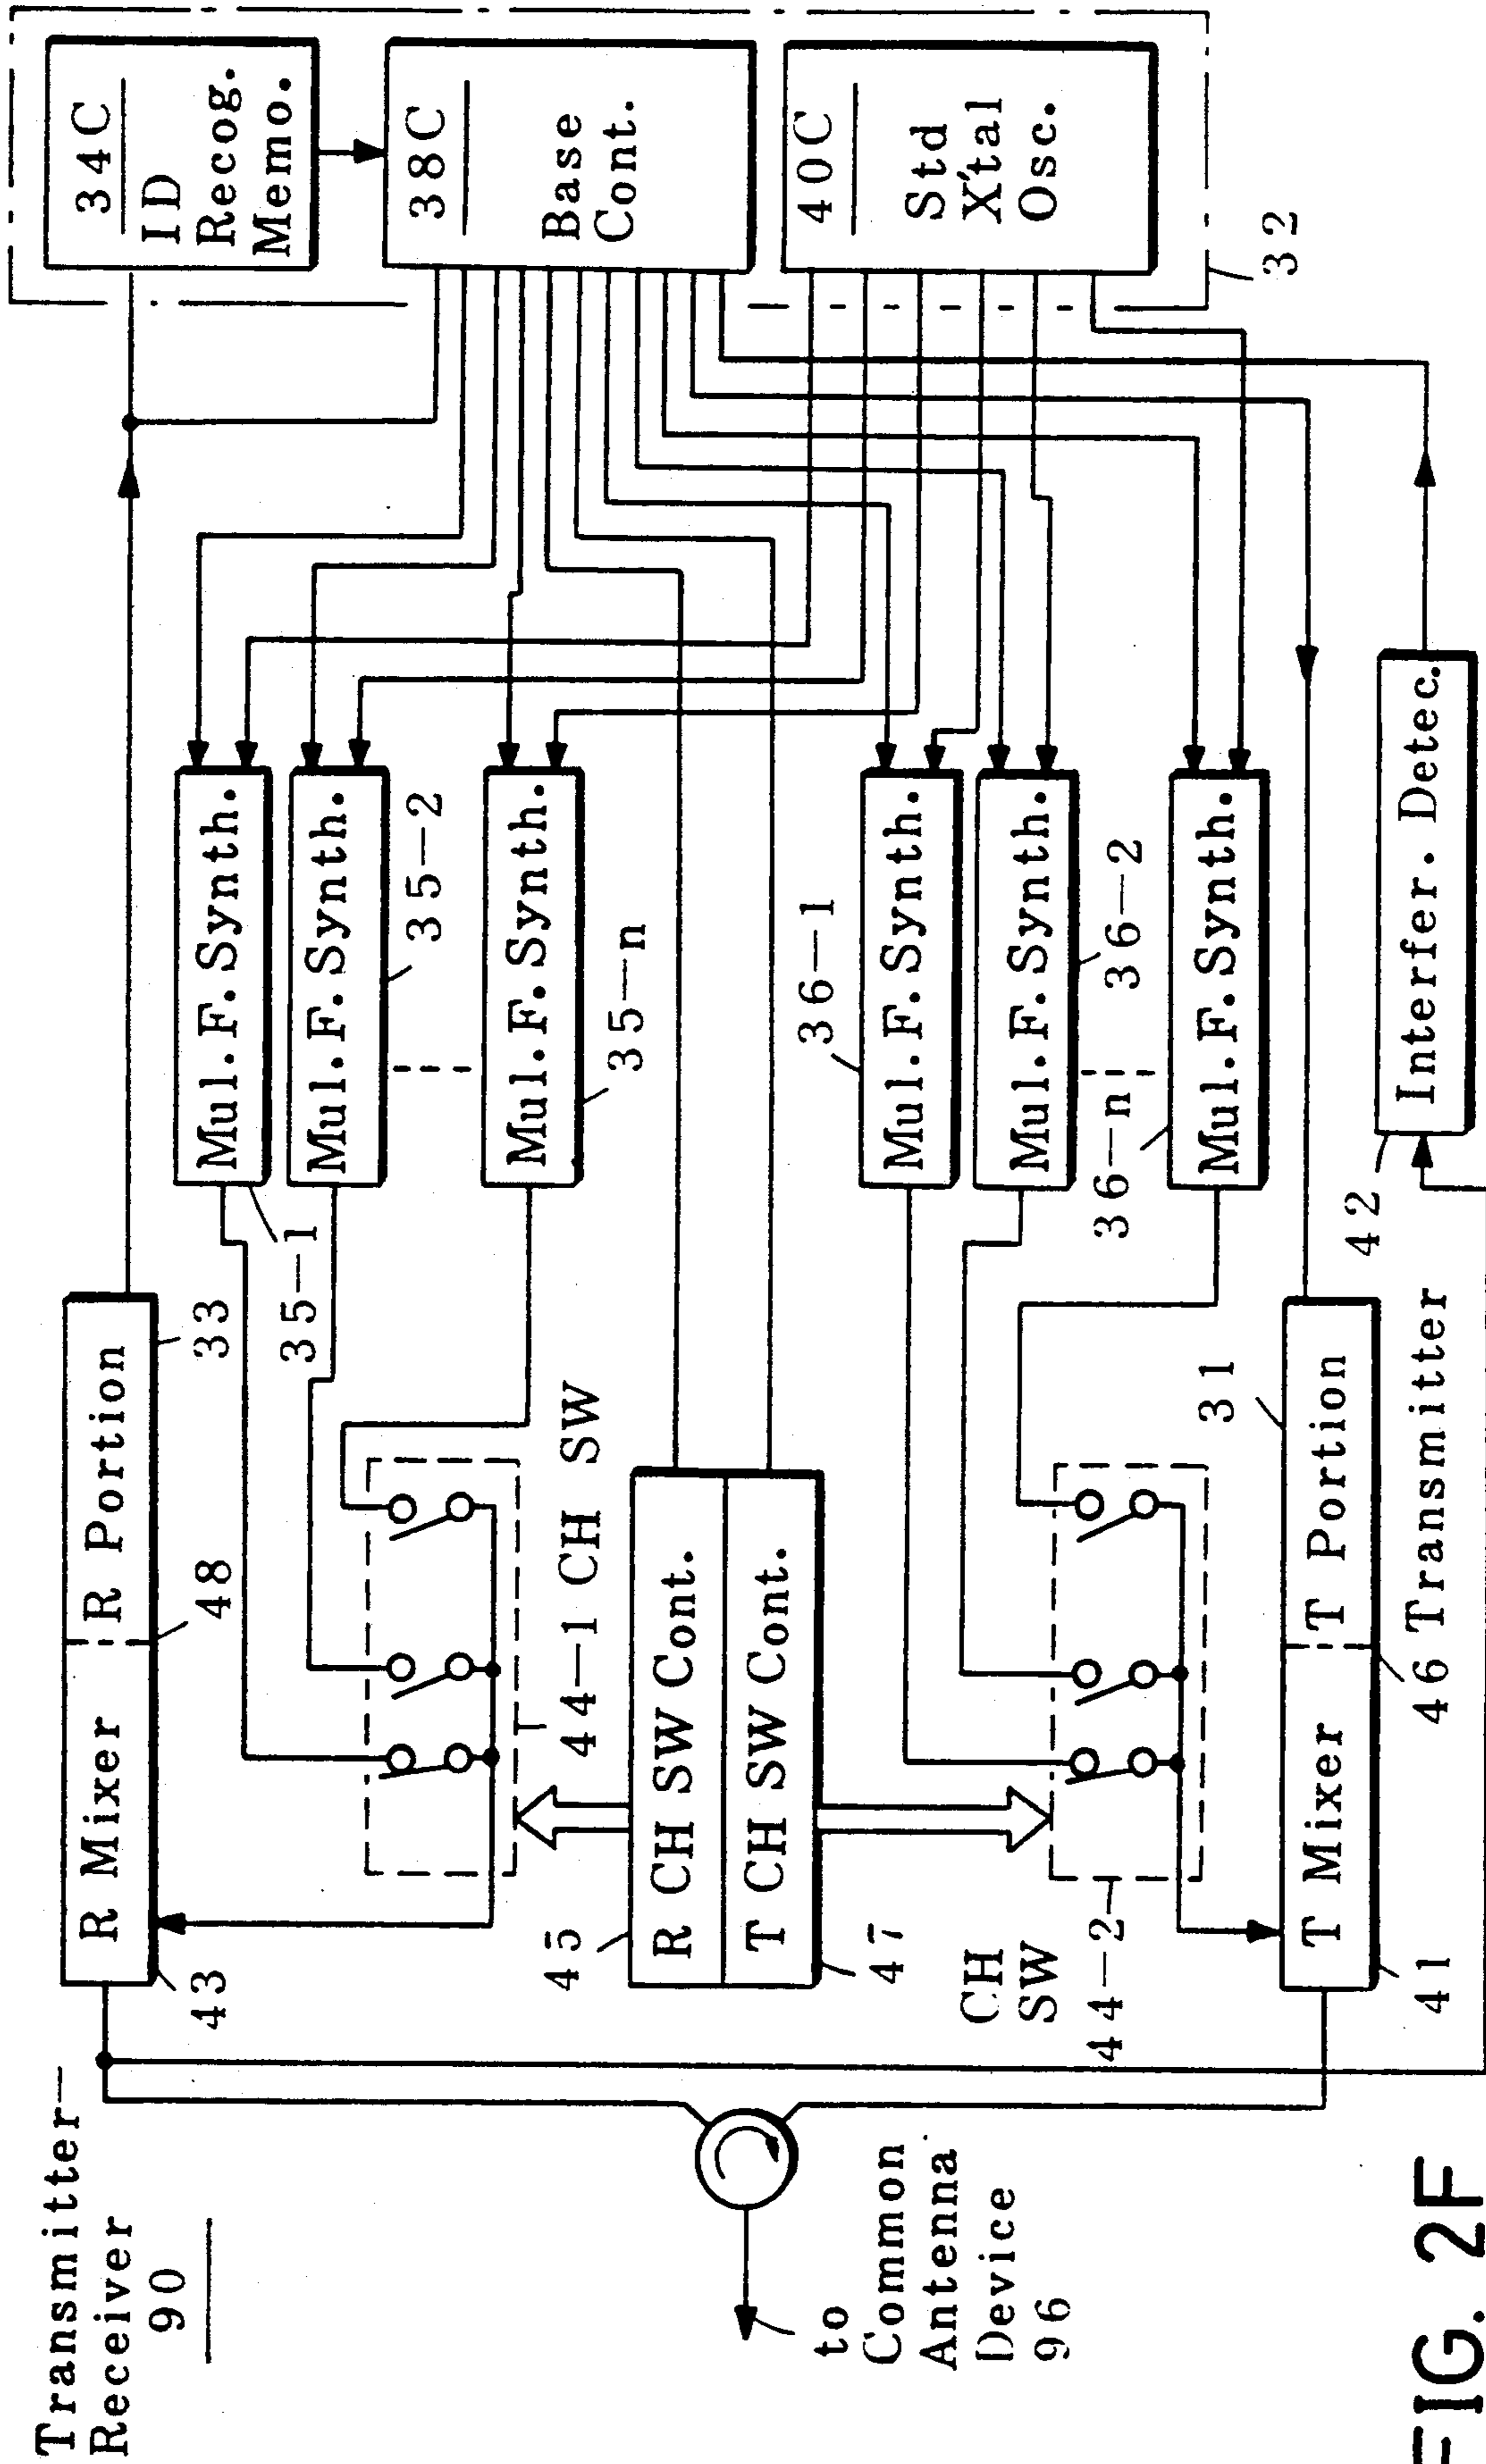 Transmitter—
Receiver
90
R Mixer
R Portion
43
48
33
34C
ID
Recog.
Memo.
38C
Base
Cont.
40C
Std
X'tal
Osc.
32
Mul.F.Synth.
35—1
Mul.F.Synth.
35—2
Mul.F.Synth.
35—n
44—1 CH SW
45
R CH SW Cont.
T CH SW Cont.
47
36—1
Mul.F.Synth.
Mul.F.Synth.
36—2
36—n
Mul.F.Synth.
CH
SW
44—2
31
T Mixer
T Portion
41
46 Transmitter
42
Interfer. Detec.
to
Common
Antenna
Device
96
FIG. 2F